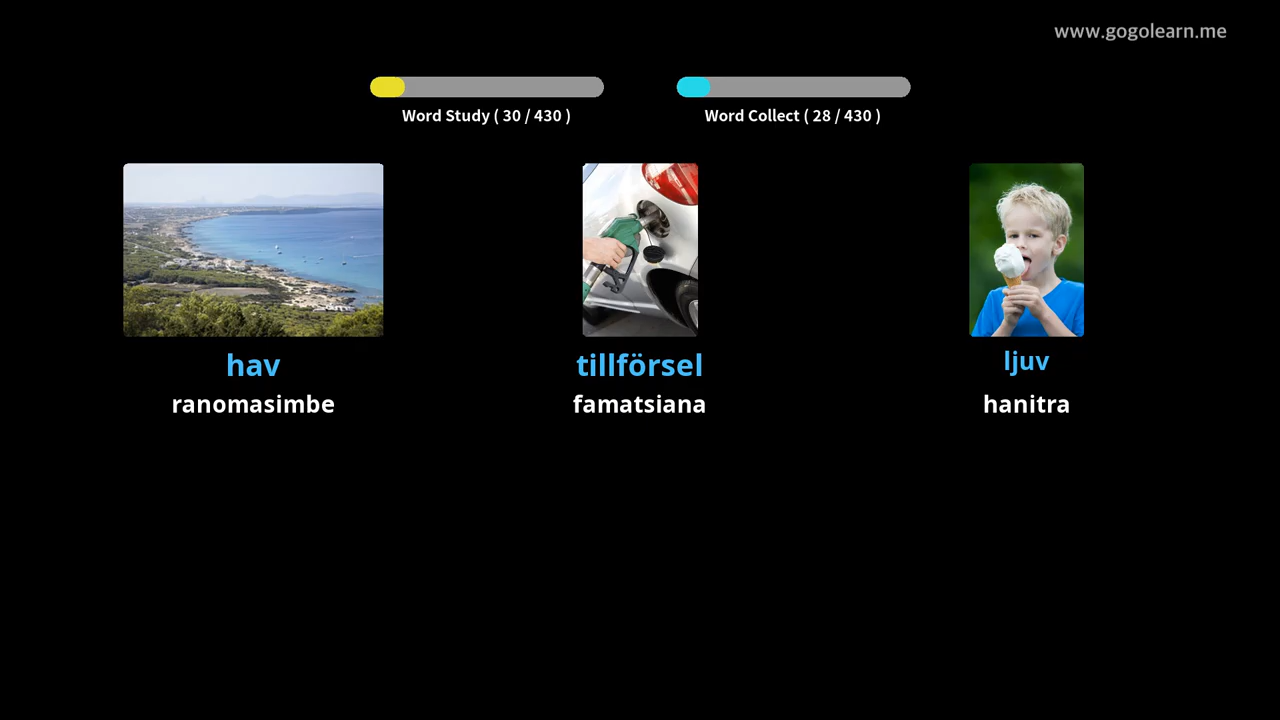 www.gogolearn.me
Word Study ( 30 / 430 )
Word Collect ( 28 / 430 )
hav
tillförsel
ljuv
ranomasimbe
famatsiana
hanitra